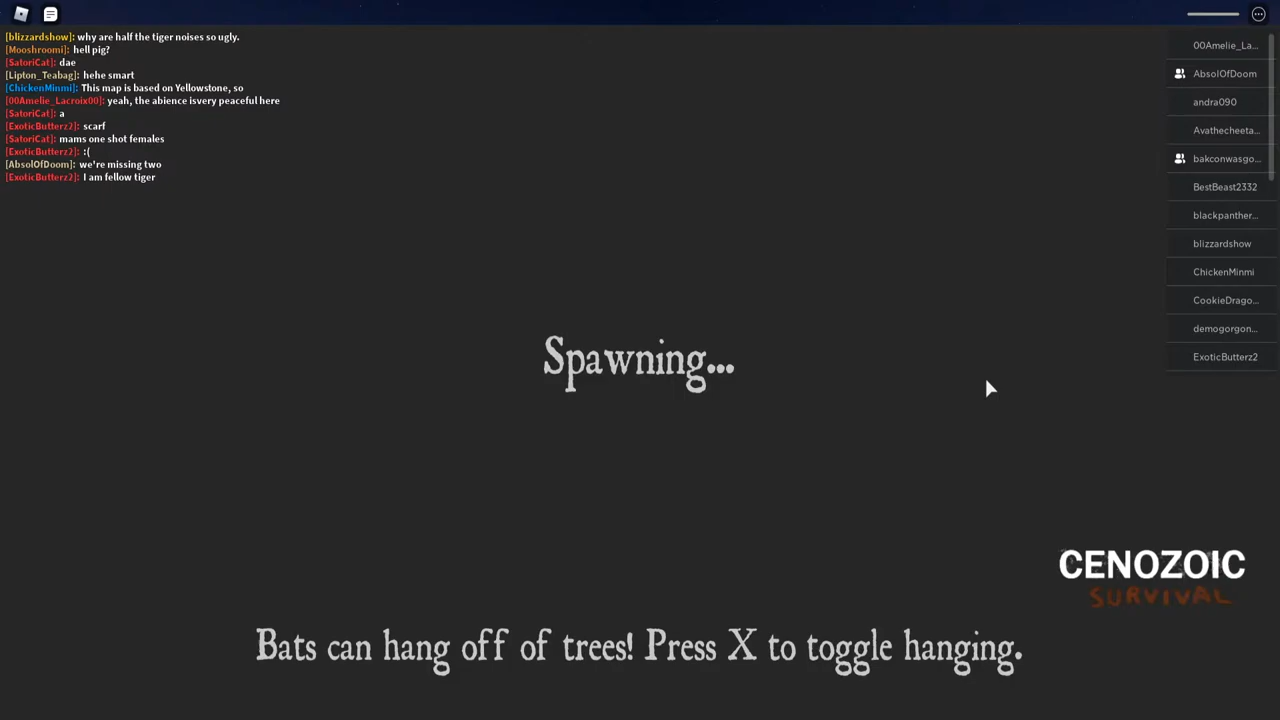 [blizzardshow]: why are half the tiger noises so ugly.
[Mooshroomi]: hell pig?
[SatoriCat]: dae
[Lipton_Teabag]: hehe smart
[ChickenMinmi]: This map is based on Yellowstone, so
[00Amelie_Lacroix00]: yeah, the abience isvery peaceful here
[SatoriCat]: a
[ExoticButterz2]: scarf
[SatoriCat]: mams one shot females
[ExoticButterz2]: :(
[AbsolOfDoom]: we're missing two
[ExoticButterz2]: I am fellow tiger
00Amelie_La...
AbsolOfDoom
andra090
Avathecheeta...
bakconwasgo...
BestBeast2332
blackpanther...
blizzardshow
ChickenMinmi
CookieDrago...
demogorgon...
ExoticButterz2
Spawning...
CENOZOIC
SURVIVAL
Bats can hang off of trees! Press X to toggle hanging.